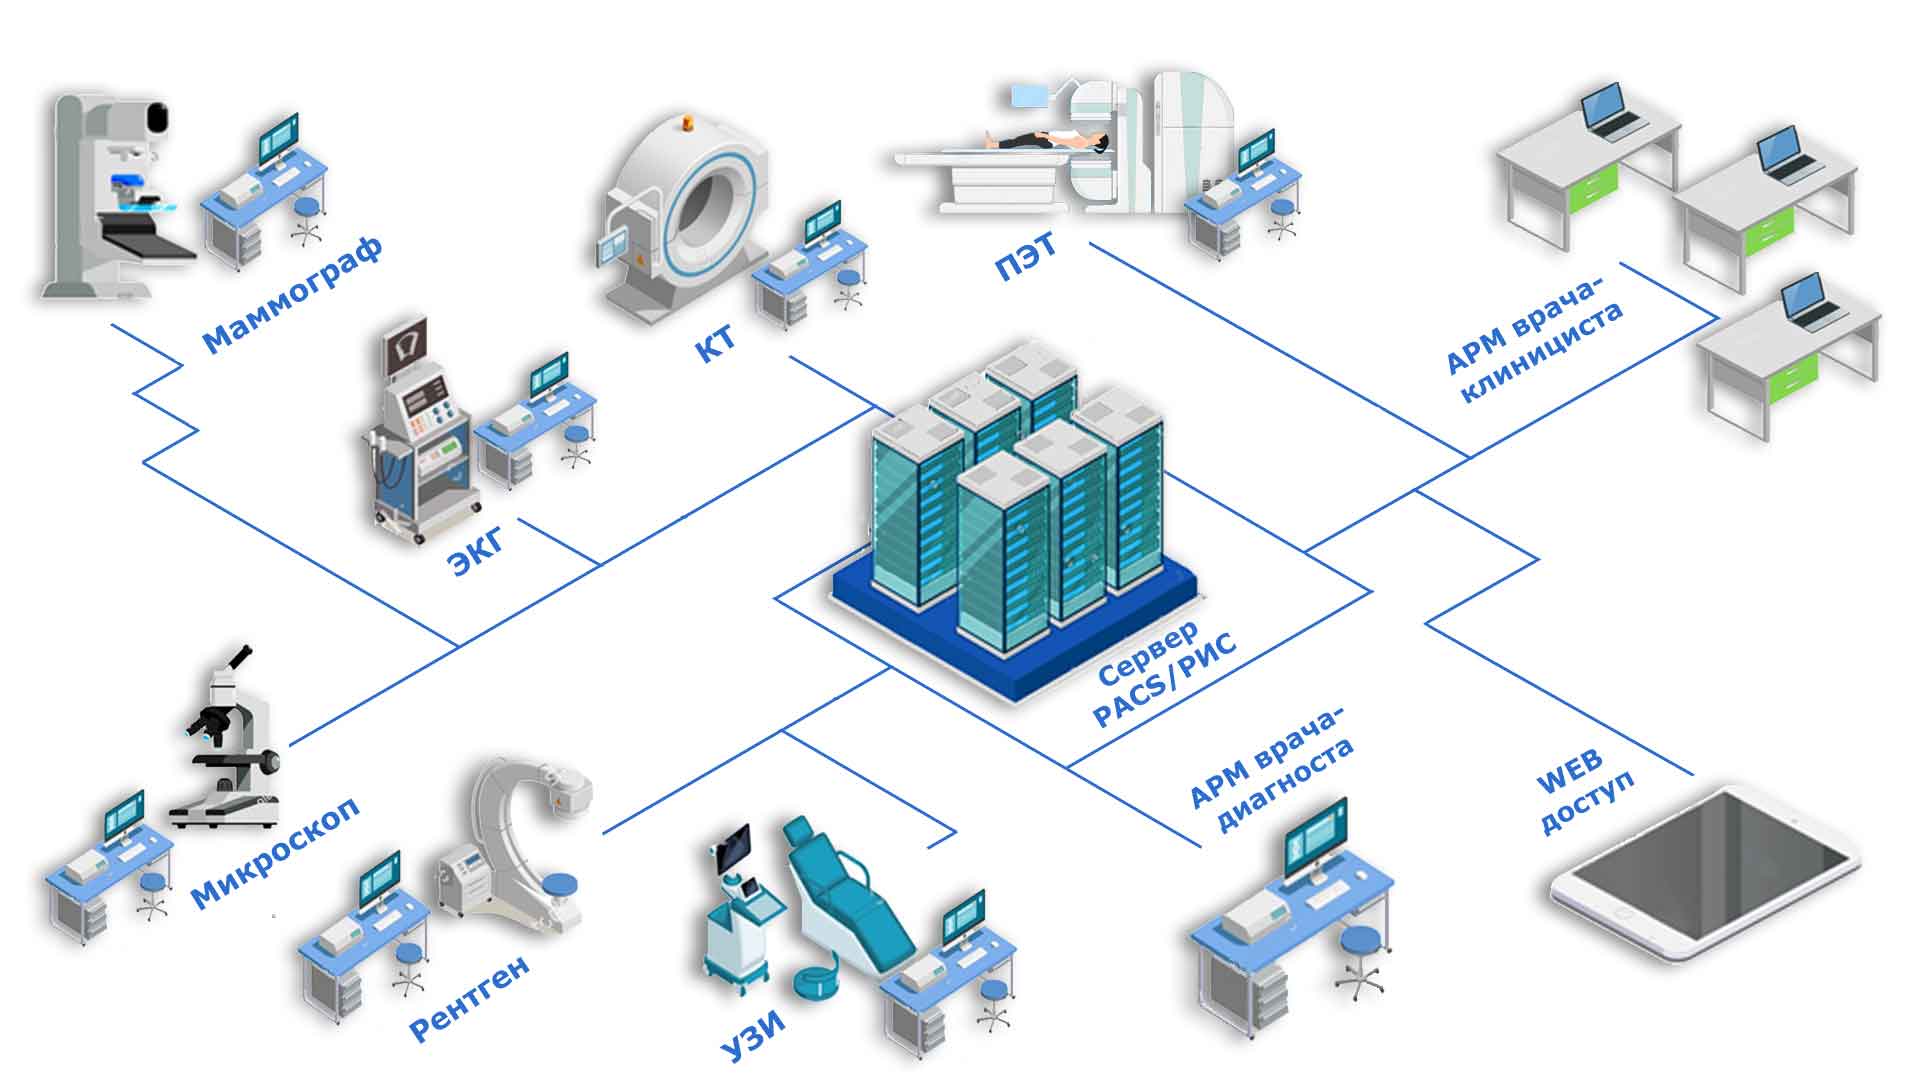 Маммограф
КТ
ПЭТ
АРМ врача-
клинициста
ЭКГ
Сервер
PACS/РИС
Микроскоп
Рентген
УЗИ
АРМ врача-
диагноста
WEB
доступ